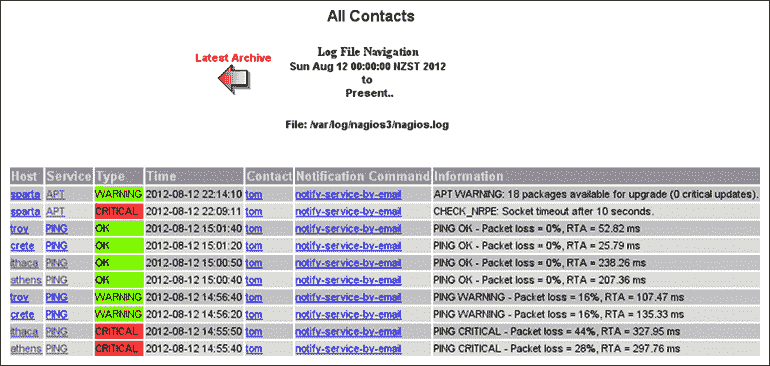 All Contacts
Latest Archive
Log File Navigation
Sun Aug 12 00:00:00 NZST 2012
to
Present..
File: /var/log/nagios3/nagios.log
Host Service Type Time Contact Notification Command Information
sparta APT WARNING 2012-08-12 22:14:10 tom notify-service-by-email APT WARNING: 18 packages available for upgrade (0 critical updates).
sparta APT CRITICAL 2012-08-12 22:09:11 tom notify-service-by-email CHECK_NRPE: Socket timeout after 10 seconds.
troy PING OK 2012-08-12 15:01:40 tom notify-service-by-email PING OK - Packet loss = 0%, RTA = 52.82 ms
crete PING OK 2012-08-12 15:01:20 tom notify-service-by-email PING OK - Packet loss = 0%, RTA = 25.79 ms
ithaca PING OK 2012-08-12 15:00:50 tom notify-service-by-email PING OK - Packet loss = 0%, RTA = 238.26 ms
athens PING OK 2012-08-12 15:00:40 tom notify-service-by-email PING OK - Packet loss = 0%, RTA = 207.36 ms
troy PING WARNING 2012-08-12 14:56:40 tom notify-service-by-email PING WARNING - Packet loss = 16%, RTA = 107.47 ms
crete PING WARNING 2012-08-12 14:56:20 tom notify-service-by-email PING WARNING - Packet loss = 16%, RTA = 135.33 ms
ithaca PING CRITICAL 2012-08-12 14:55:50 tom notify-service-by-email PING CRITICAL - Packet loss = 44%, RTA = 327.95 ms
athens PING CRITICAL 2012-08-12 14:55:40 tom notify-service-by-email PING CRITICAL - Packet loss = 28%, RTA = 297.76 ms